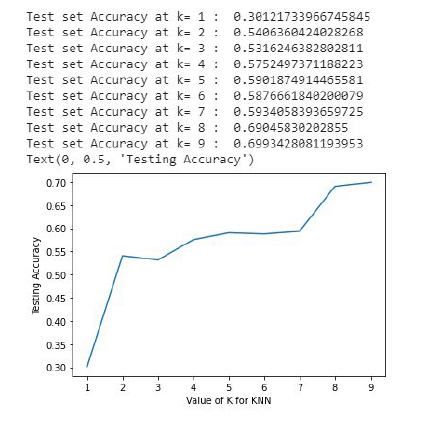 Test set Accuracy at k= 1 : 0.30121733966745845
Test set Accuracy at k= 2 : 0.5406360424028268
Test set Accuracy at k= 3 : 0.5316246382802811
Test set Accuracy at k= 4 : 0.5752497371188223
Test set Accuracy at k= 5 : 0.5901874914465581
Test set Accuracy at k= 6 : 0.5876661840200079
Test set Accuracy at k= 7 : 0.5934058393659725
Test set Accuracy at k= 8 : 0.69045830202855
Test set Accuracy at k= 9 : 0.6993428081193953
Text(0, 0.5, 'Testing Accuracy')
0.70
0.65
0.60
0.55
0.50
0.45
0.40
0.35
0.30
Testing Accuracy
1 2 3 4 5 6 7 8 9
Value of K for KNN